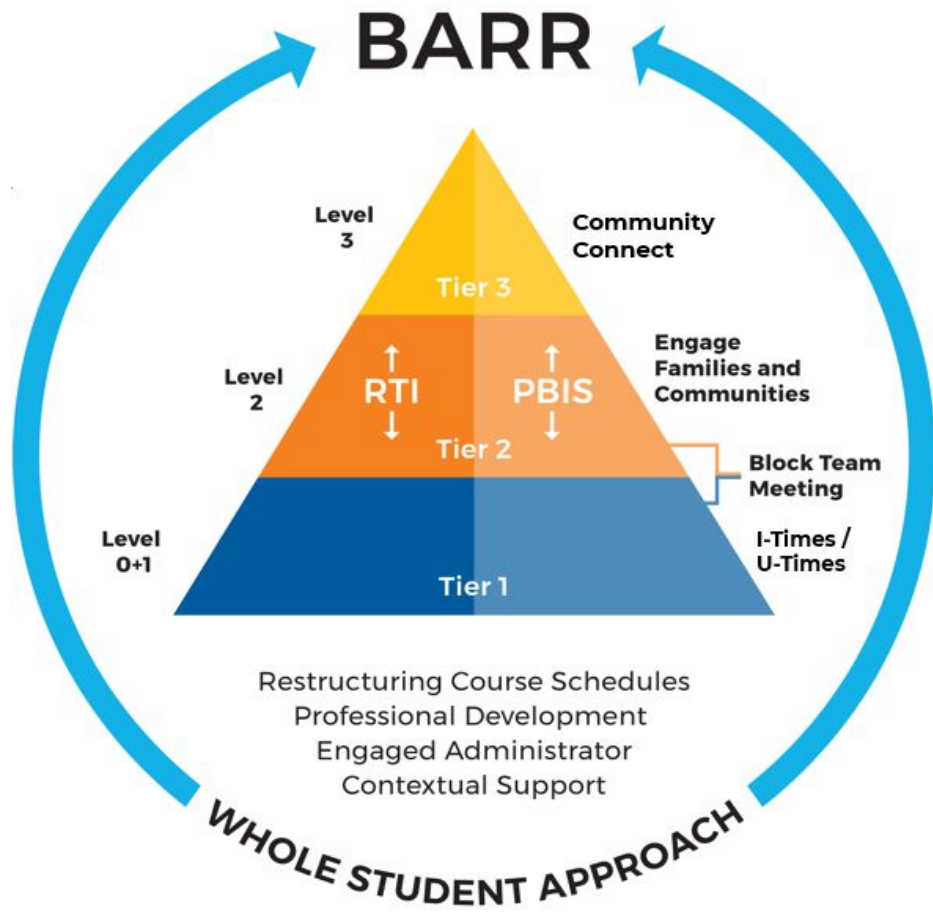 BARR
Level
3
Community
Connect
Tier 3
Level
2
RTI
PBIS
Engage
Families and
Communities
Tier 2
Block Team
Meeting
Level
0+1
I-Times /
U-Times
Tier 1
Restructuring Course Schedules
Professional Development
Engaged Administrator
Contextual Support
WHOLE STUDENT APPROACH